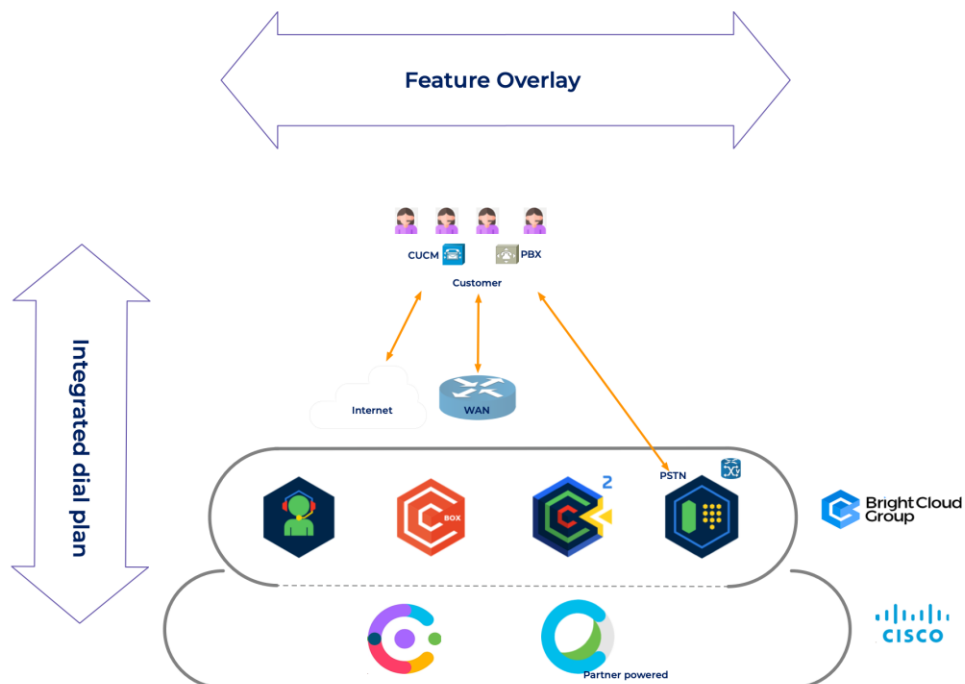 Feature Overlay
CUCM
PBX
Customer
Integrated dial plan
Internet
WAN
PSTN
2
BOX
Bright Cloud
Group
CISCO
Partner powered